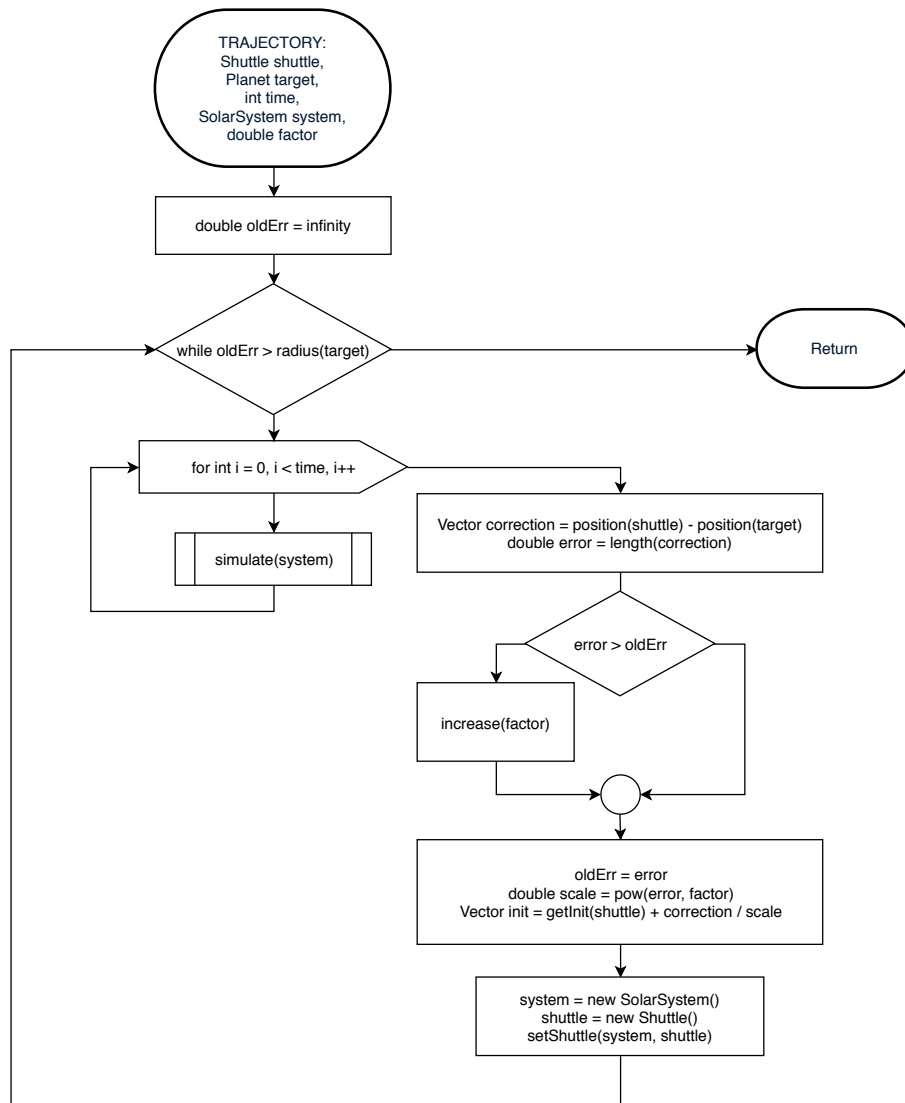 TRAJECTORY:
Shuttle shuttle,
Planet target,
int time,
SolarSystem system,
double factor
double oldErr = infinity
while oldErr > radius(target)
Return
for int i = 0, i < time, i++
simulate(system)
Vector correction = position(shuttle) - position(target)
double error = length(correction)
error > oldErr
increase(factor)
oldErr = error
double scale = pow(error, factor)
Vector init = getInit(shuttle) + correction / scale
system = new SolarSystem()
shuttle = new Shuttle()
setShuttle(system, shuttle)